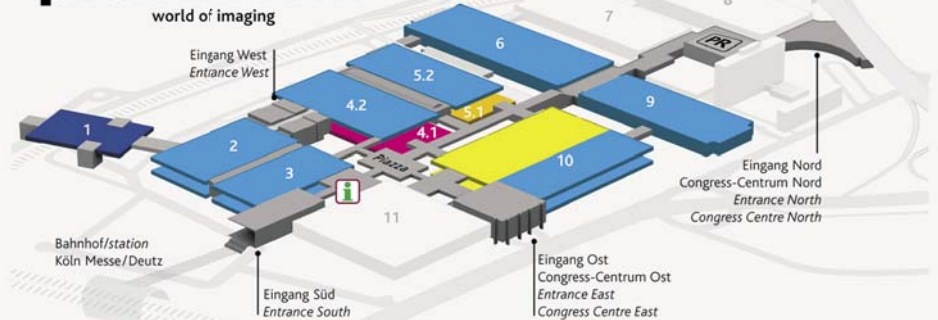 world of imaging
7
8
6
Eingang West
Entrance West
PR
5.2
9
4.2
5.1
1
4.1
2
Piazza
10
3
i
11
Eingang Nord
Congress-Centrum Nord
Entrance North
Congress Centre North
Bahnhof/station
Köln Messe/Deutz
Eingang Ost
Congress-Centrum Ost
Entrance East
Congress Centre East
Eingang Süd
Entrance South